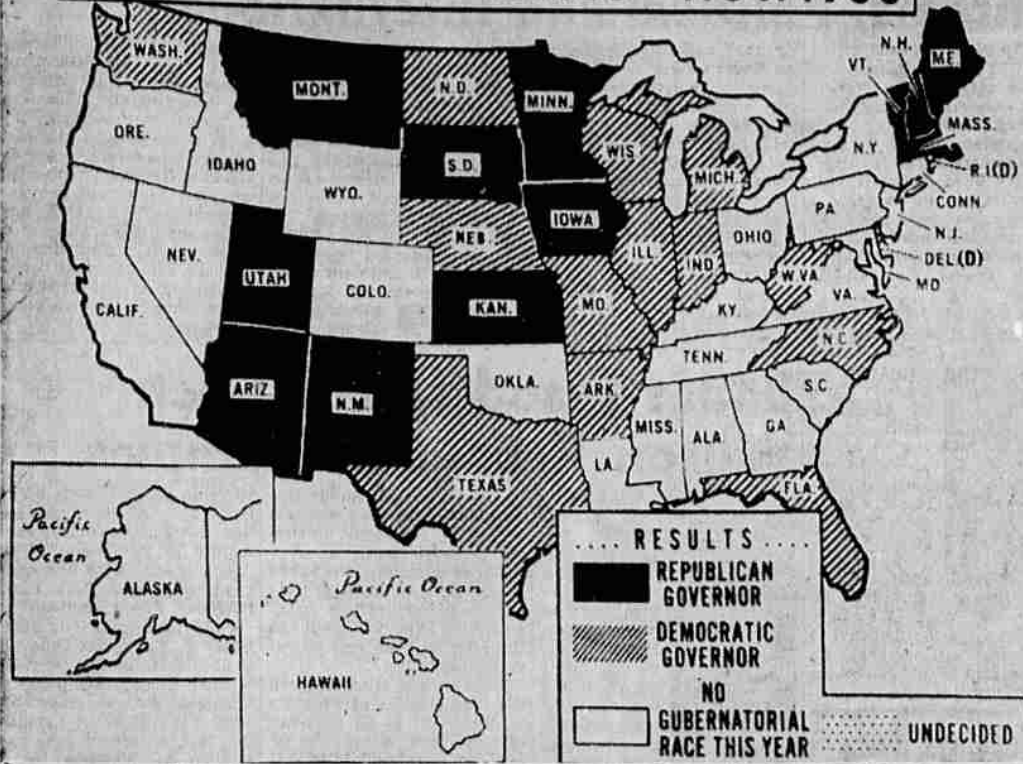 WASH.
MONT.
N.D.
MINN.
N.H.
VT.
ME.
ORE.
IDAHO
S.D.
WIS
MICH.
N.Y.
MASS.
R.I(D)
WYO.
IOWA
PA
CONN
N.J.
NEB.
NEV.
UTAH
COLO.
ILL
IND
OHIO
W.VA
DEL(D)
MD
VA.
CALIF.
KAN.
MO.
KY.
N.C.
TENN.
ARIZ
N.M.
OKLA.
ARK.
S.C.
MISS.
ALA.
GA
LA.
TEXAS
FLA.
Pacific
Ocean
ALASKA
Pacific Ocean
HAWAII
.... RESULTS ....
REPUBLICAN
GOVERNOR
DEMOCRATIC
GOVERNOR
NO
GUBERNATORIAL
RACE THIS YEAR
UNDECIDED